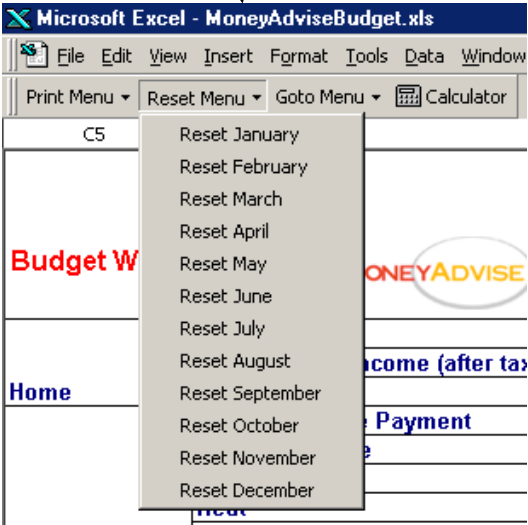 Microsoft Excel - MoneyAdviseBudget.xls
File Edit View Insert Format Tools Data Window
Print Menu Reset Menu Goto Menu Calculator
C5
Reset January
Reset February
Reset March
Reset April
Reset May
Reset June
Reset July
Reset August
Reset September
Reset October
Reset November
Reset December
Budget W
ONEYADVISE
come (after tax
Home
Payment